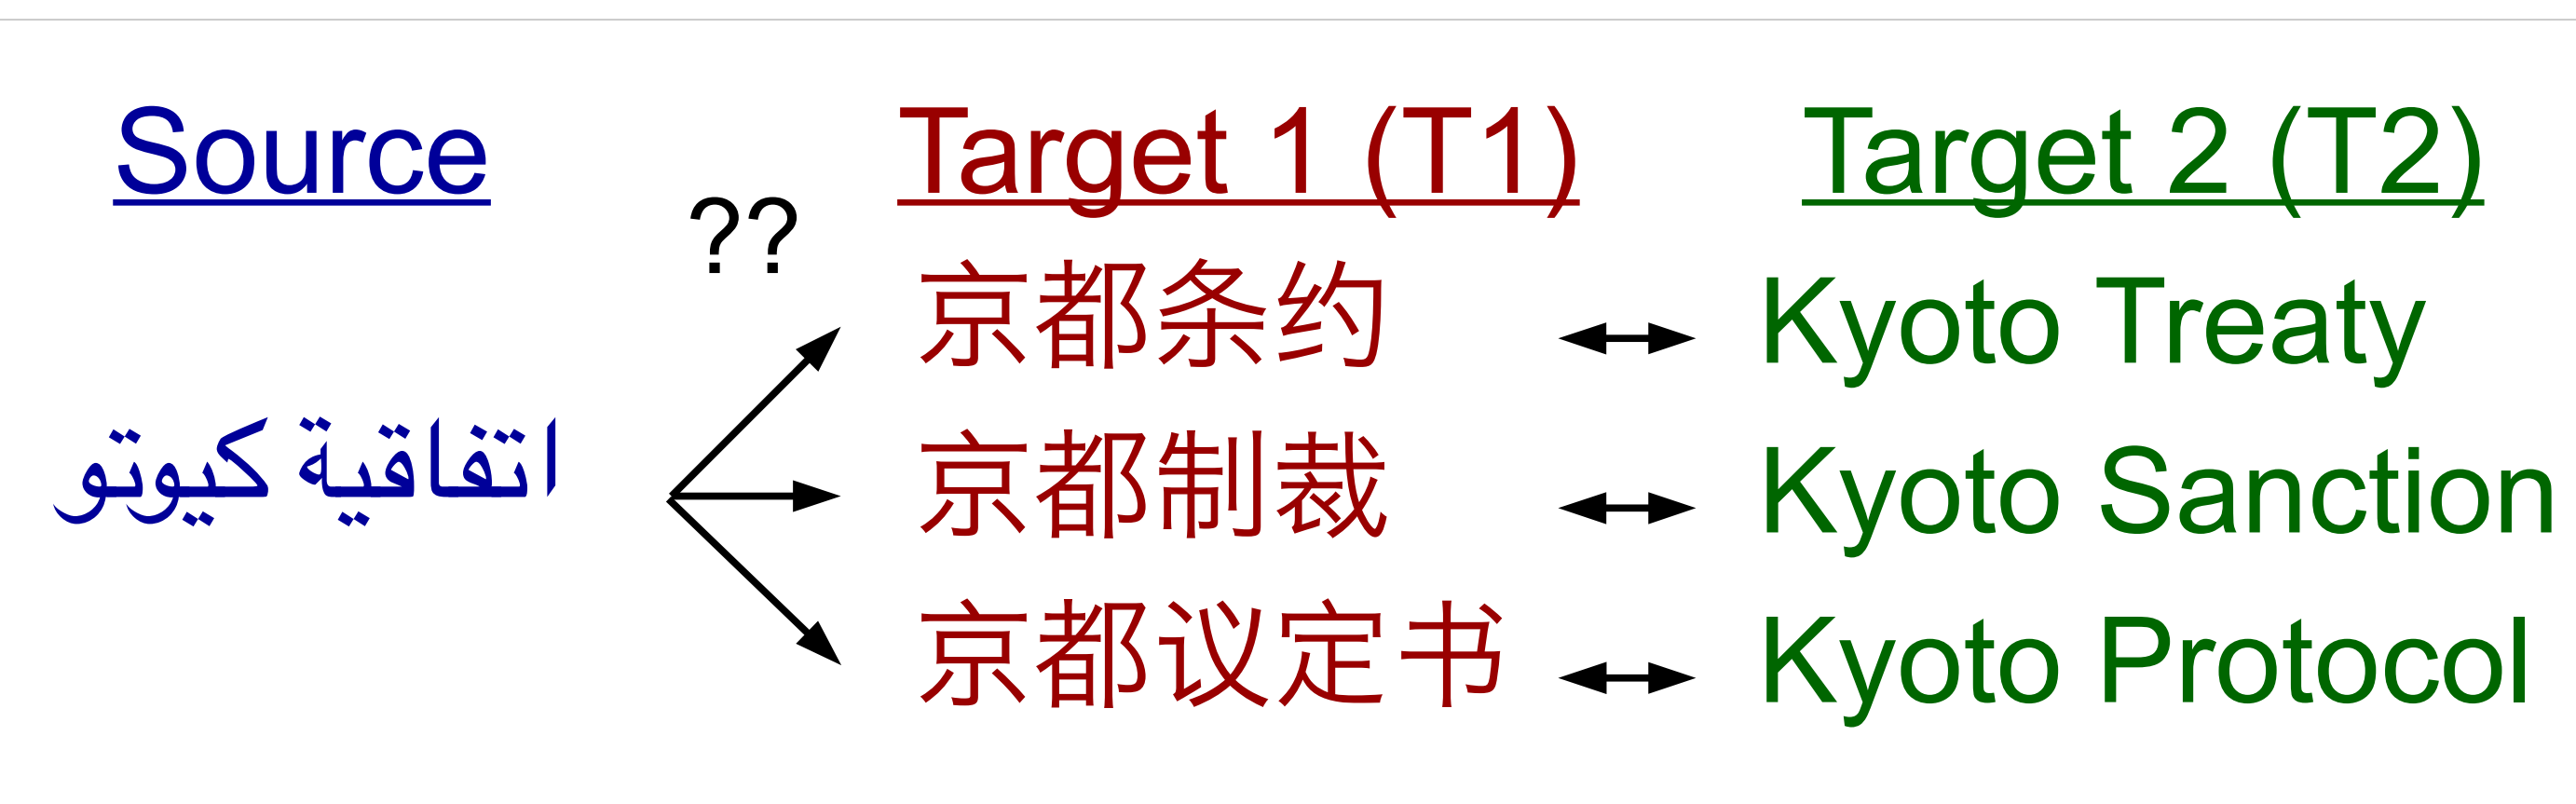 Source Target 1 (T1) Target 2 (T2)
??
京都条约 Kyoto Treaty
اتفاقية كيوتو 京都制裁 Kyoto Sanction
京都议定书 Kyoto Protocol